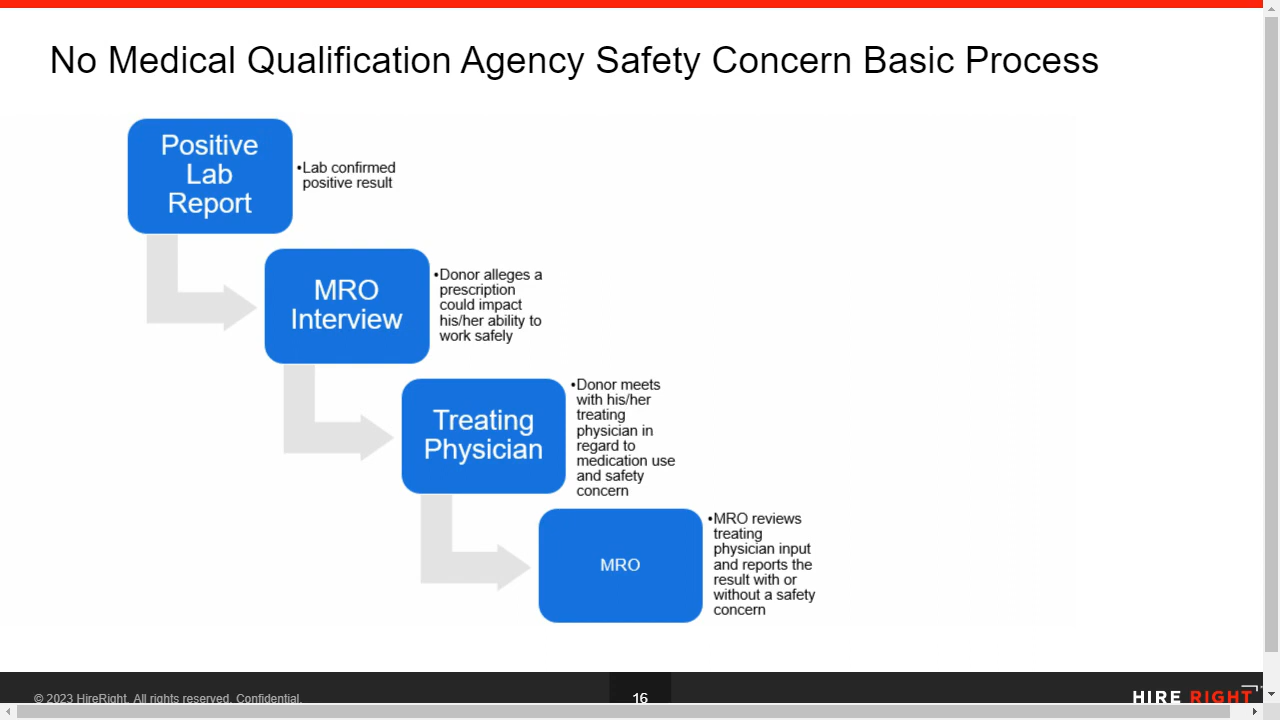 No Medical Qualification Agency Safety Concern Basic Process
Positive
Lab
Report
•Lab confirmed
positive result
MRO
Interview
•Donor alleges a
prescription
could impact
his/her ability to
work safely
Treating
Physician
•Donor meets
with his/her
treating
physician in
regard to
medication use
and safety
concern
MRO
•MRO reviews
treating
physician input
and reports the
result with or
without a safety
concern
© 2023 HireRight. All rights reserved. Confidential.
16
HIRE RIGHT